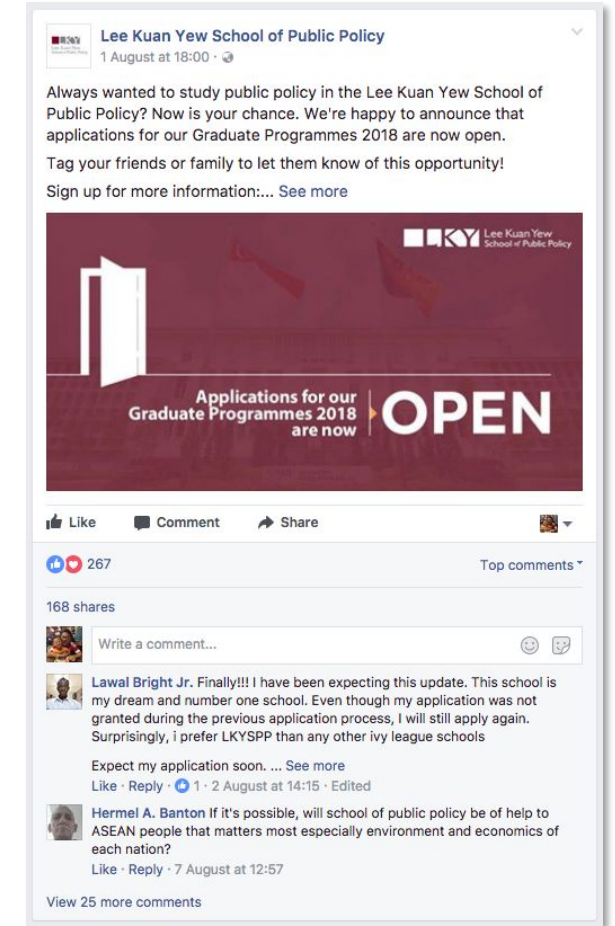 Lee Kuan Yew School of Public Policy
1 August at 18:00 ·
Always wanted to study public policy in the Lee Kuan Yew School of
Public Policy? Now is your chance. We're happy to announce that
applications for our Graduate Programmes 2018 are now open.
Tag your friends or family to let them know of this opportunity!
Sign up for more information:... See more
LKY Lee Kuan Yew
School of Public Policy
Applications for our
Graduate Programmes 2018
are now
OPEN
Like Comment Share
267 Top comments
168 shares
Write a comment...
Lawal Bright Jr. Finally!!! I have been expecting this update. This school is
my dream and number one school. Even though my application was not
granted during the previous application process, I will still apply again.
Surprisingly, i prefer LKYSPP than any other ivy league schools
Expect my application soon. ... See more
Like · Reply · 1 · 2 August at 14:15 · Edited
Hermel A. Banton If it's possible, will school of public policy be of help to
ASEAN people that matters most especially environment and economics of
each nation?
Like · Reply · 7 August at 12:57
View 25 more comments